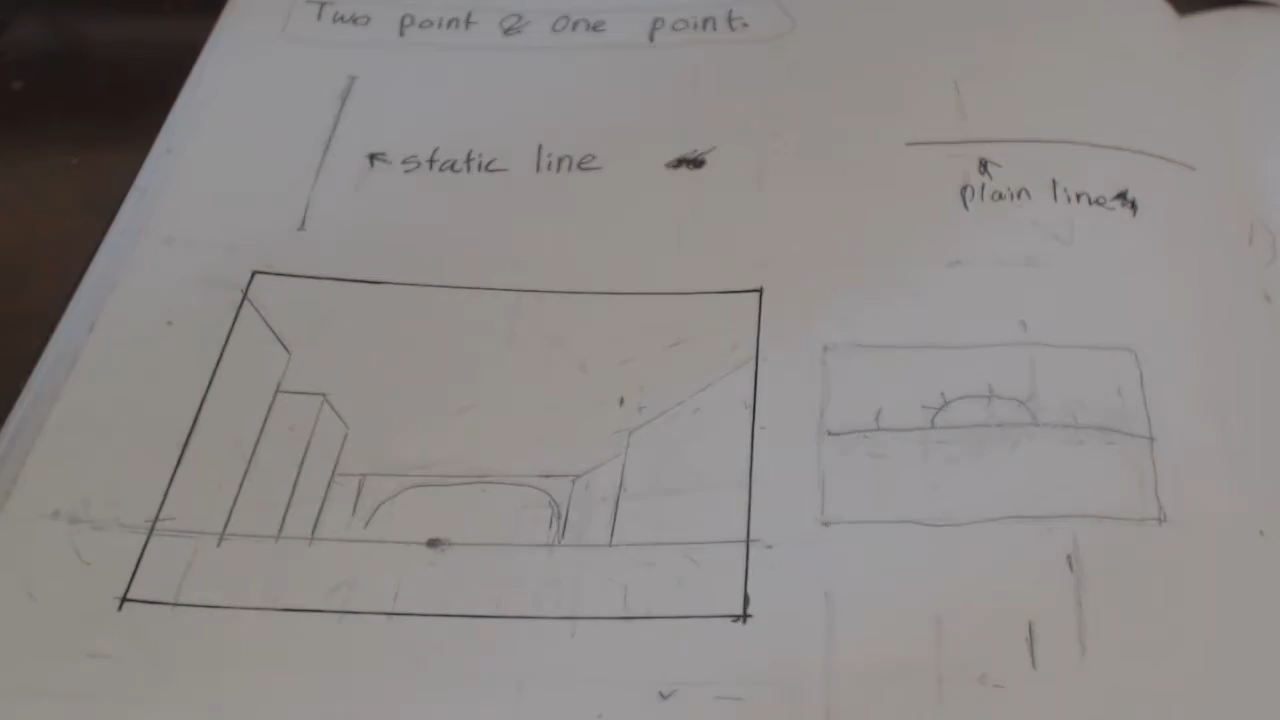 Two point & one point.
static line
plain line